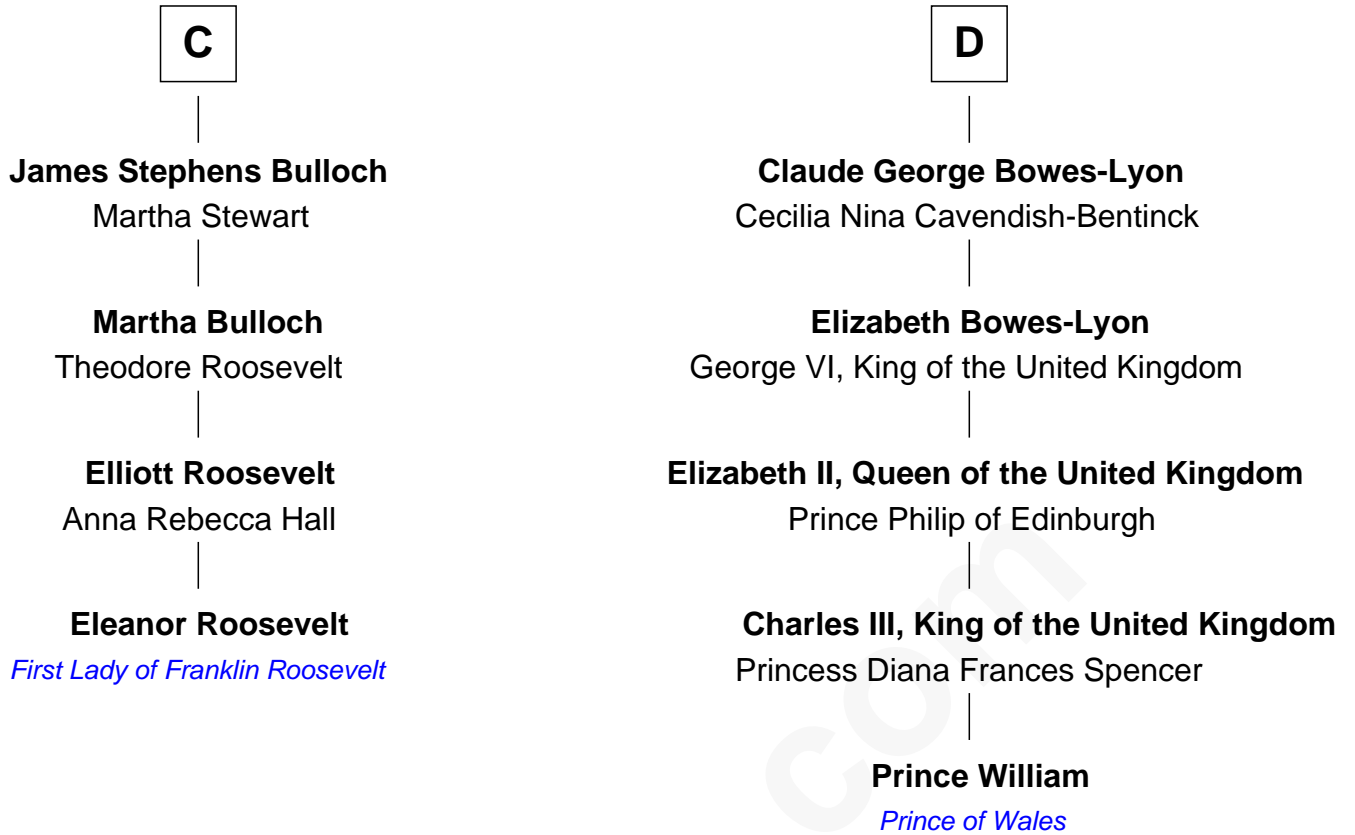 C
James Stephens Bulloch
Martha Stewart
Martha Bulloch
Theodore Roosevelt
Elliott Roosevelt
Anna Rebecca Hall
Eleanor Roosevelt
First Lady of Franklin Roosevelt
D
Claude George Bowes-Lyon
Cecilia Nina Cavendish-Bentinck
Elizabeth Bowes-Lyon
George VI, King of the United Kingdom
Elizabeth II, Queen of the United Kingdom
Prince Philip of Edinburgh
Charles III, King of the United Kingdom
Princess Diana Frances Spencer
Prince William
Prince of Wales
com